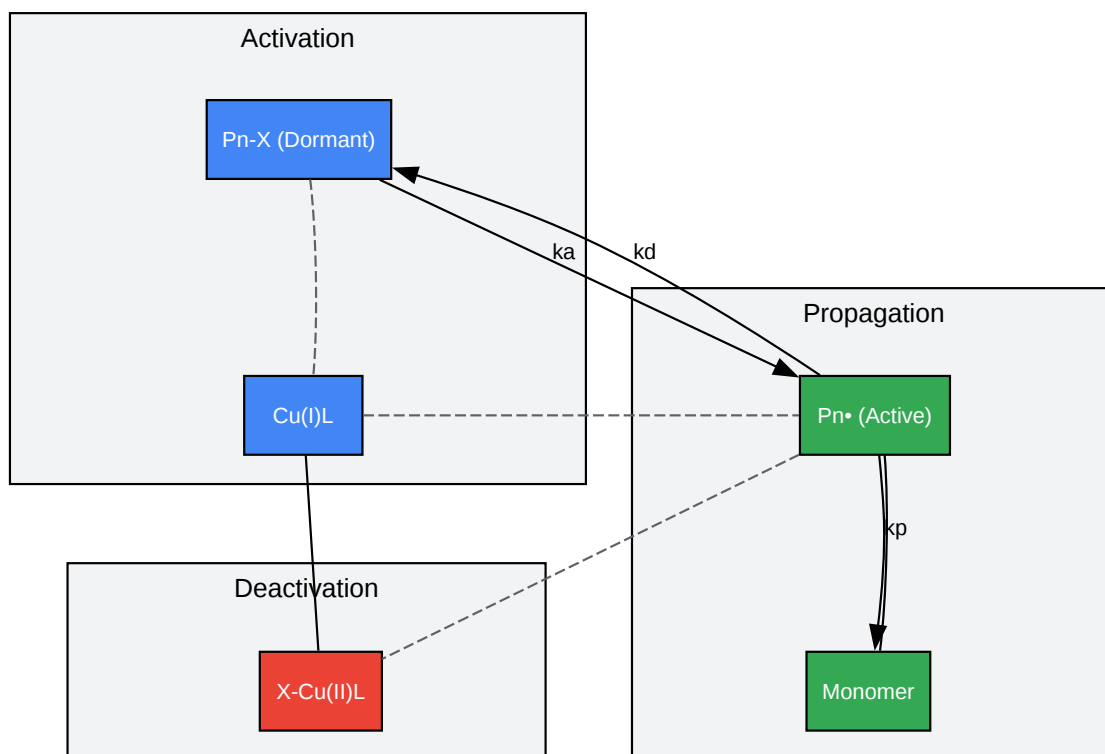 Activation
Pn-X (Dormant)
ka
kd
Propagation
Cu(I)L
Pn• (Active)
kp
Deactivation
X-Cu(II)L
Monomer